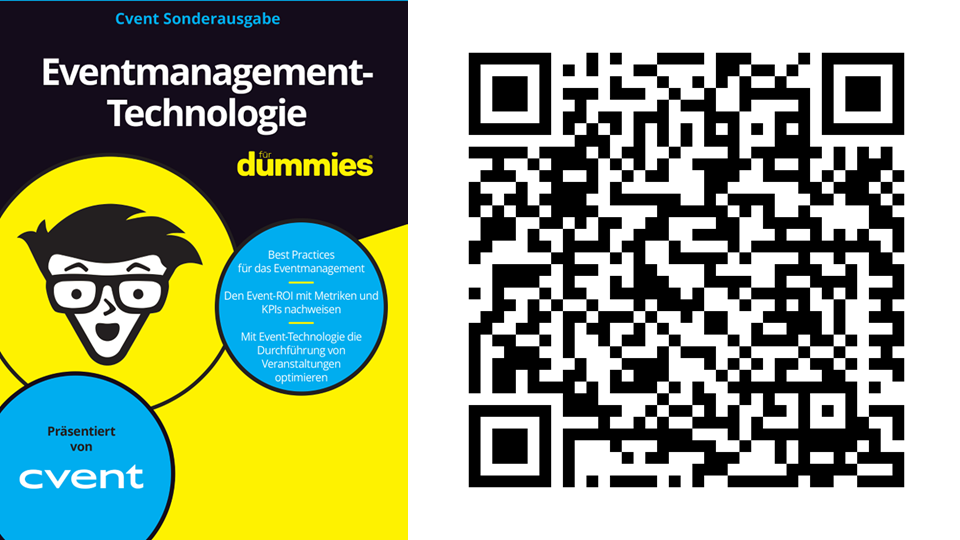 Cvent Sonderausgabe
Eventmanagement-
Technologie
für
dummies®
Best Practices
für das Eventmanagement
Den Event-ROI mit Metriken und
KPIs nachweisen
Mit Event-Technologie die
Durchführung von
Veranstaltungen
optimieren
Präsentiert
von
cvent